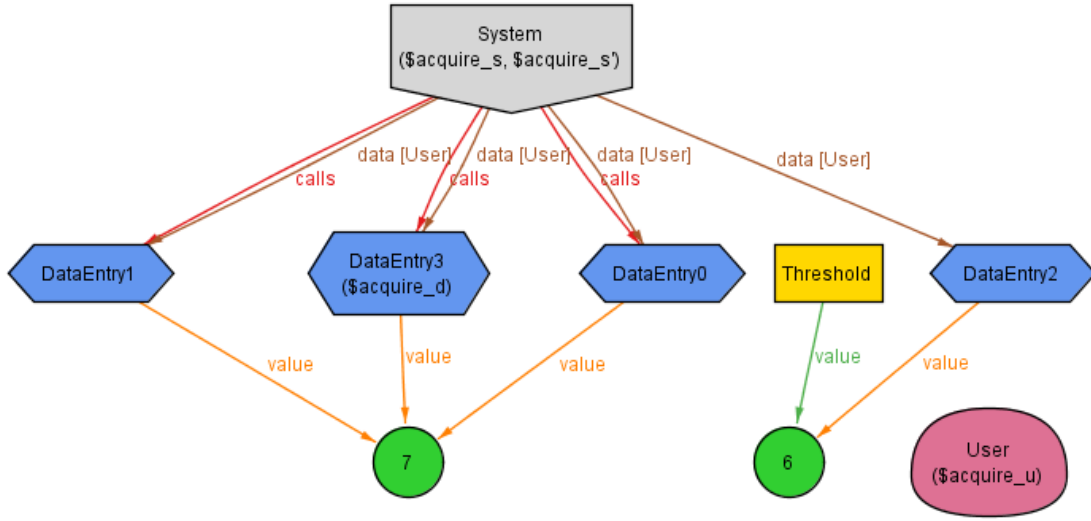 System
($acquire_s, $acquire_s')
data [User]
data [User]
data [User]
data [User]
calls
calls
calls
DataEntry1
DataEntry3
($acquire_d)
DataEntry0
Threshold
DataEntry2
value
value
value
value
value
7
6
User
($acquire_u)